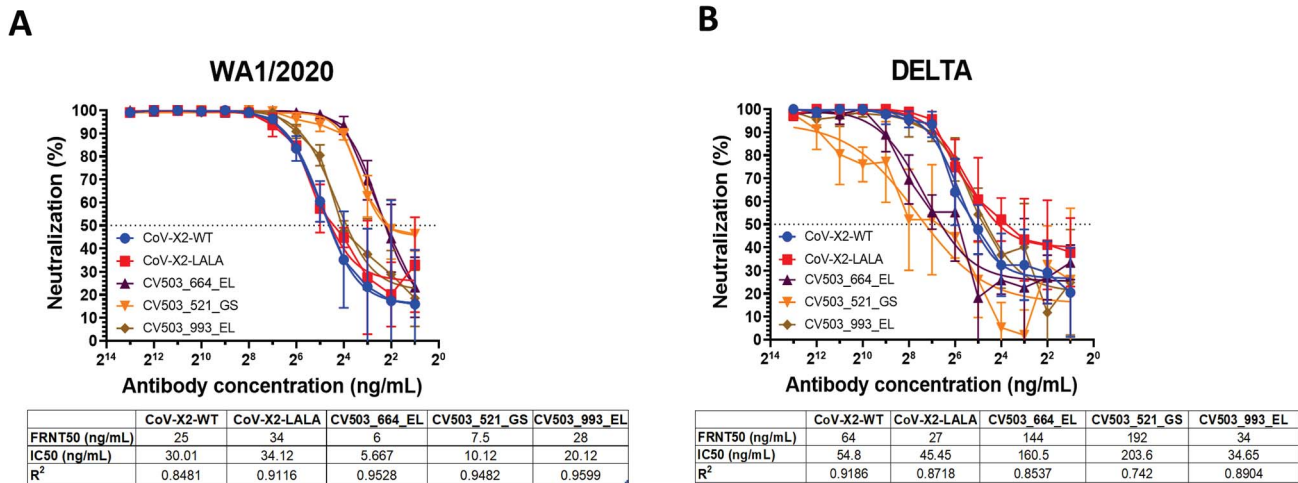 A
WA1/2020
Neutralization (%)
100
90
80
70
60
50
40
30
20
10
0
CoV-X2-WT
CoV-X2-LALA
CV503_664_EL
CV503_521_GS
CV503_993_EL
2^14 2^12 2^10 2^8 2^6 2^4 2^2 2^0
Antibody concentration (ng/mL)
CoV-X2-WT CoV-X2-LALA CV503_664_EL CV503_521_GS CV503_993_EL
FRNT50 (ng/mL) 25 34 6 7.5 28
IC50 (ng/mL) 30.01 34.12 5.667 10.12 20.12
R^2 0.8481 0.9116 0.9528 0.9482 0.9599
B
DELTA
Neutralization (%)
100
90
80
70
60
50
40
30
20
10
0
CoV-X2-WT
CoV-X2-LALA
CV503_664_EL
CV503_521_GS
CV503_993_EL
2^14 2^12 2^10 2^8 2^6 2^4 2^2 2^0
Antibody concentration (ng/mL)
CoV-X2-WT CoV-X2-LALA CV503_664_EL CV503_521_GS CV503_993_EL
FRNT50 (ng/mL) 64 27 144 192 34
IC50 (ng/mL) 54.8 45.45 160.5 203.6 34.65
R^2 0.9186 0.8718 0.8537 0.742 0.8904